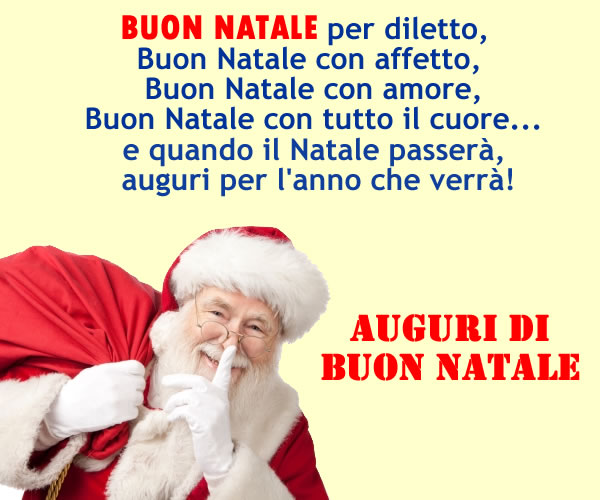 BUON NATALE per diletto,
Buon Natale con affetto,
Buon Natale con amore,
Buon Natale con tutto il cuore...
e quando il Natale passerà,
auguri per l'anno che verrà!
AUGURI DI
BUON NATALE